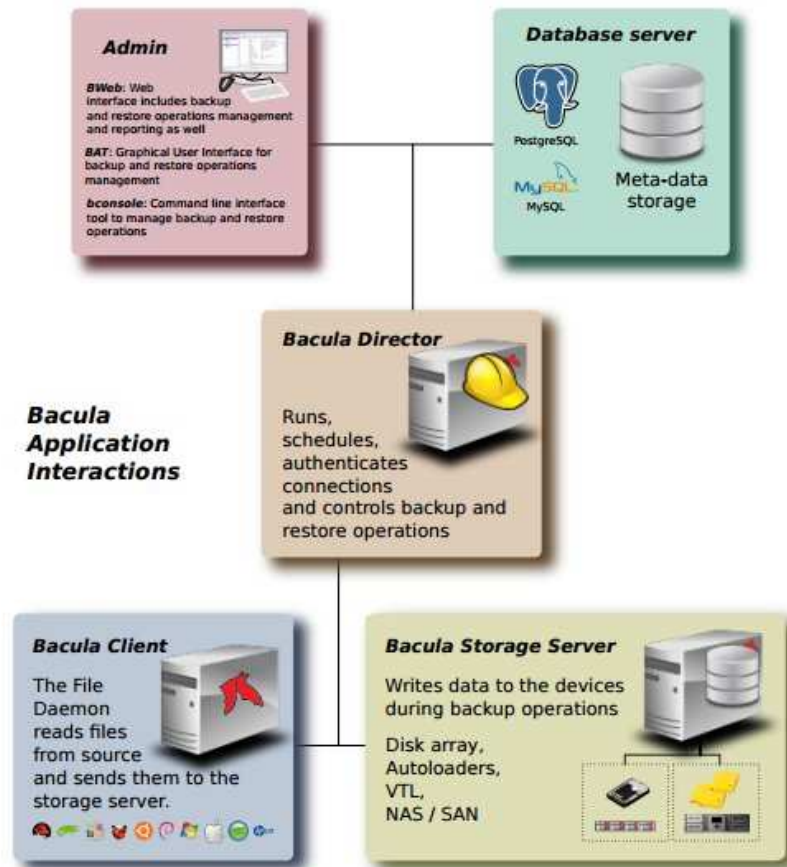 Admin
BWeb: Web
interface includes backup
and restore operations management
and reporting as well
BAT: Graphical User Interface for
backup and restore operations
management
bconsole: Command line interface
tool to manage backup and restore
operations
Database server
PostgreSQL
MySQL
MySQL
Meta-data
storage
Bacula Director
Runs,
schedules,
authenticates
connections
and controls backup and
restore operations
Bacula
Application
Interactions
Bacula Client
The File
Daemon
reads files
from source
and sends them to the
storage server.
Bacula Storage Server
Writes data to the devices
during backup operations
Disk array,
Autoloaders,
VTL,
NAS / SAN